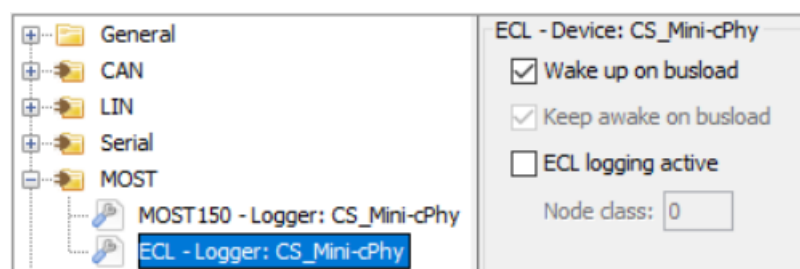 General
CAN
LIN
Serial
MOST
MOST150 - Logger: CS_Mini-cPhy
ECL - Logger: CS_Mini-cPhy
ECL - Device: CS_Mini-cPhy
Wake up on busload
Keep awake on busload
ECL logging active
Node class: 0